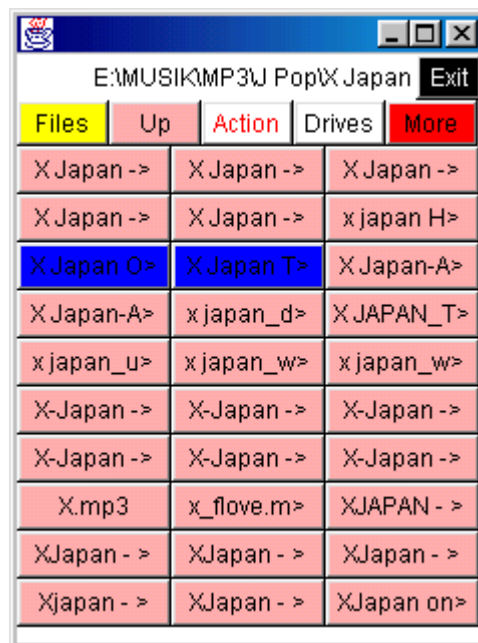 E:\MUSIK\MP3\J Pop\X Japan Exit
Files Up Action Drives More
X Japan -> X Japan -> X Japan ->
X Japan -> X Japan -> x japan H>
X Japan O> X Japan T> X Japan-A>
X Japan-A> x japan_d> X JAPAN_T>
x japan_u> x japan_w> x japan_w>
X-Japan -> X-Japan -> X-Japan ->
X-Japan -> X-Japan -> X-Japan ->
X.mp3 x_flove.m> XJAPAN - >
XJapan - > XJapan - > XJapan - >
Xjapan - > XJapan - > XJapan on>